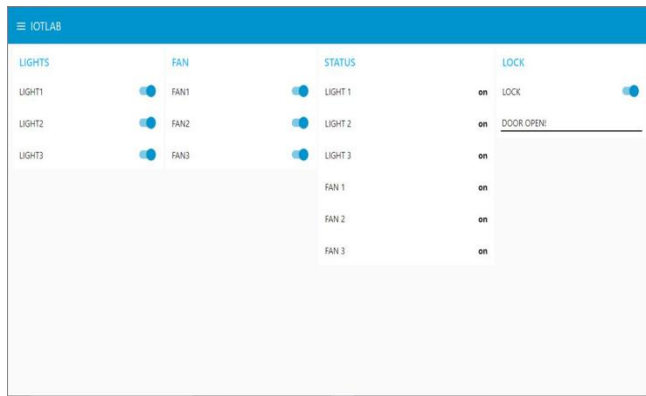 IOTLAB
LIGHTS
LIGHT1
LIGHT2
LIGHT3
FAN
FAN1
FAN2
FAN3
STATUS
LIGHT 1 on
LIGHT 2 on
LIGHT 3 on
FAN 1 on
FAN 2 on
FAN 3 on
LOCK
LOCK
DOOR OPEN!